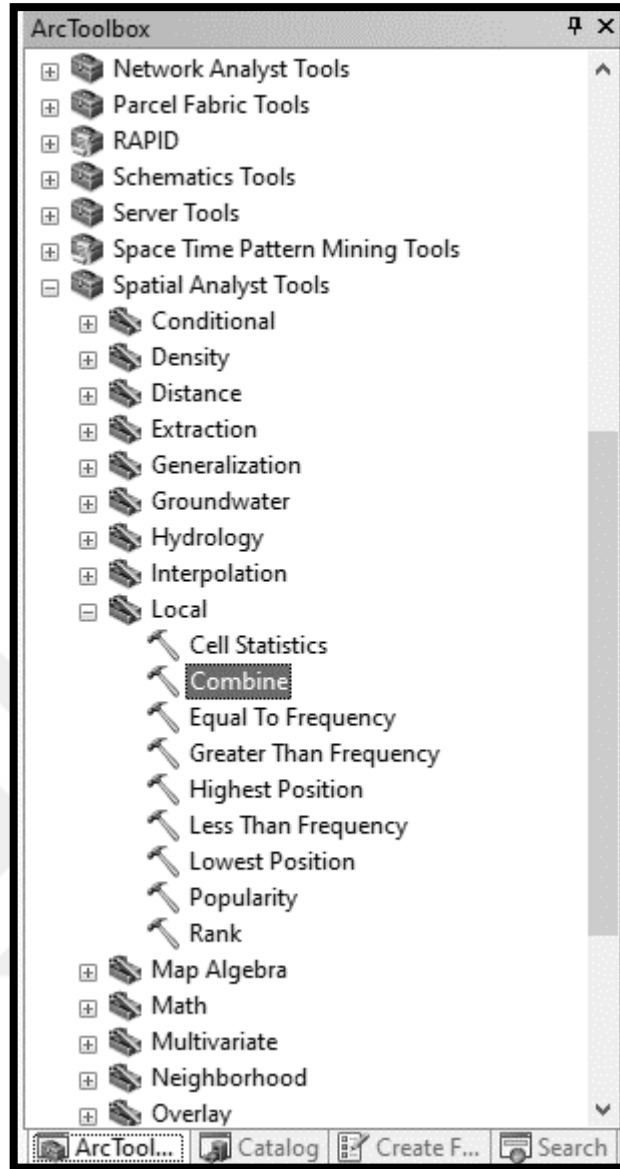 ArcToolbox
Network Analyst Tools
Parcel Fabric Tools
RAPID
Schematics Tools
Server Tools
Space Time Pattern Mining Tools
Spatial Analyst Tools
Conditional
Density
Distance
Extraction
Generalization
Groundwater
Hydrology
Interpolation
Local
Cell Statistics
Combine
Equal To Frequency
Greater Than Frequency
Highest Position
Less Than Frequency
Lowest Position
Popularity
Rank
Map Algebra
Math
Multivariate
Neighborhood
Overlay
ArcTool... Catalog Create F... Search